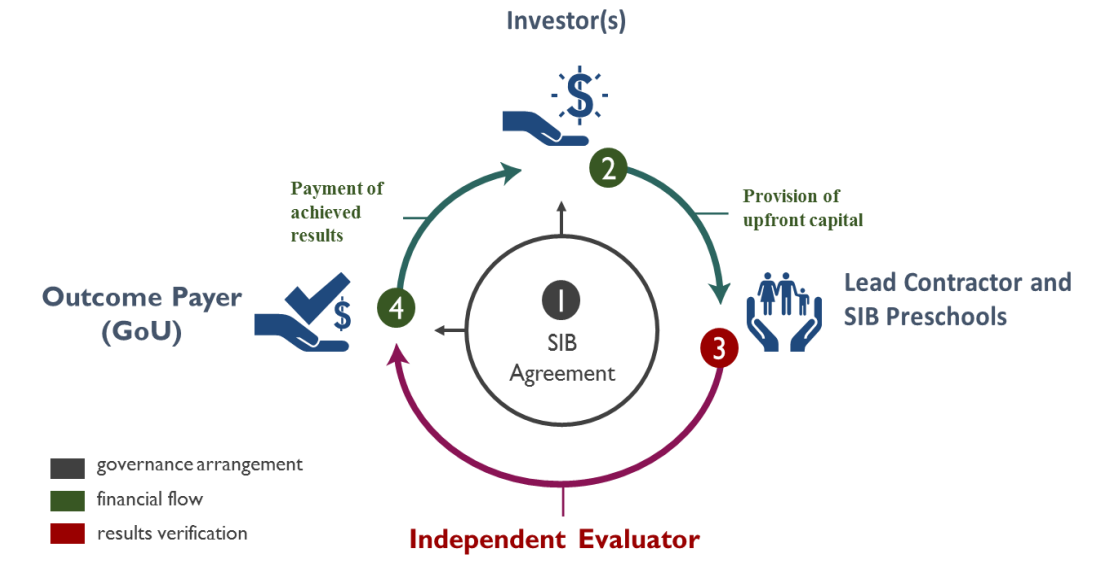 Investor(s)
$
2
Payment of
achieved
results
Provision of
upfront capital
Outcome Payer
(GoU)
$
4
1
SIB
Agreement
3
Lead Contractor and
SIB Preschools
governance arrangement
financial flow
results verification
Independent Evaluator